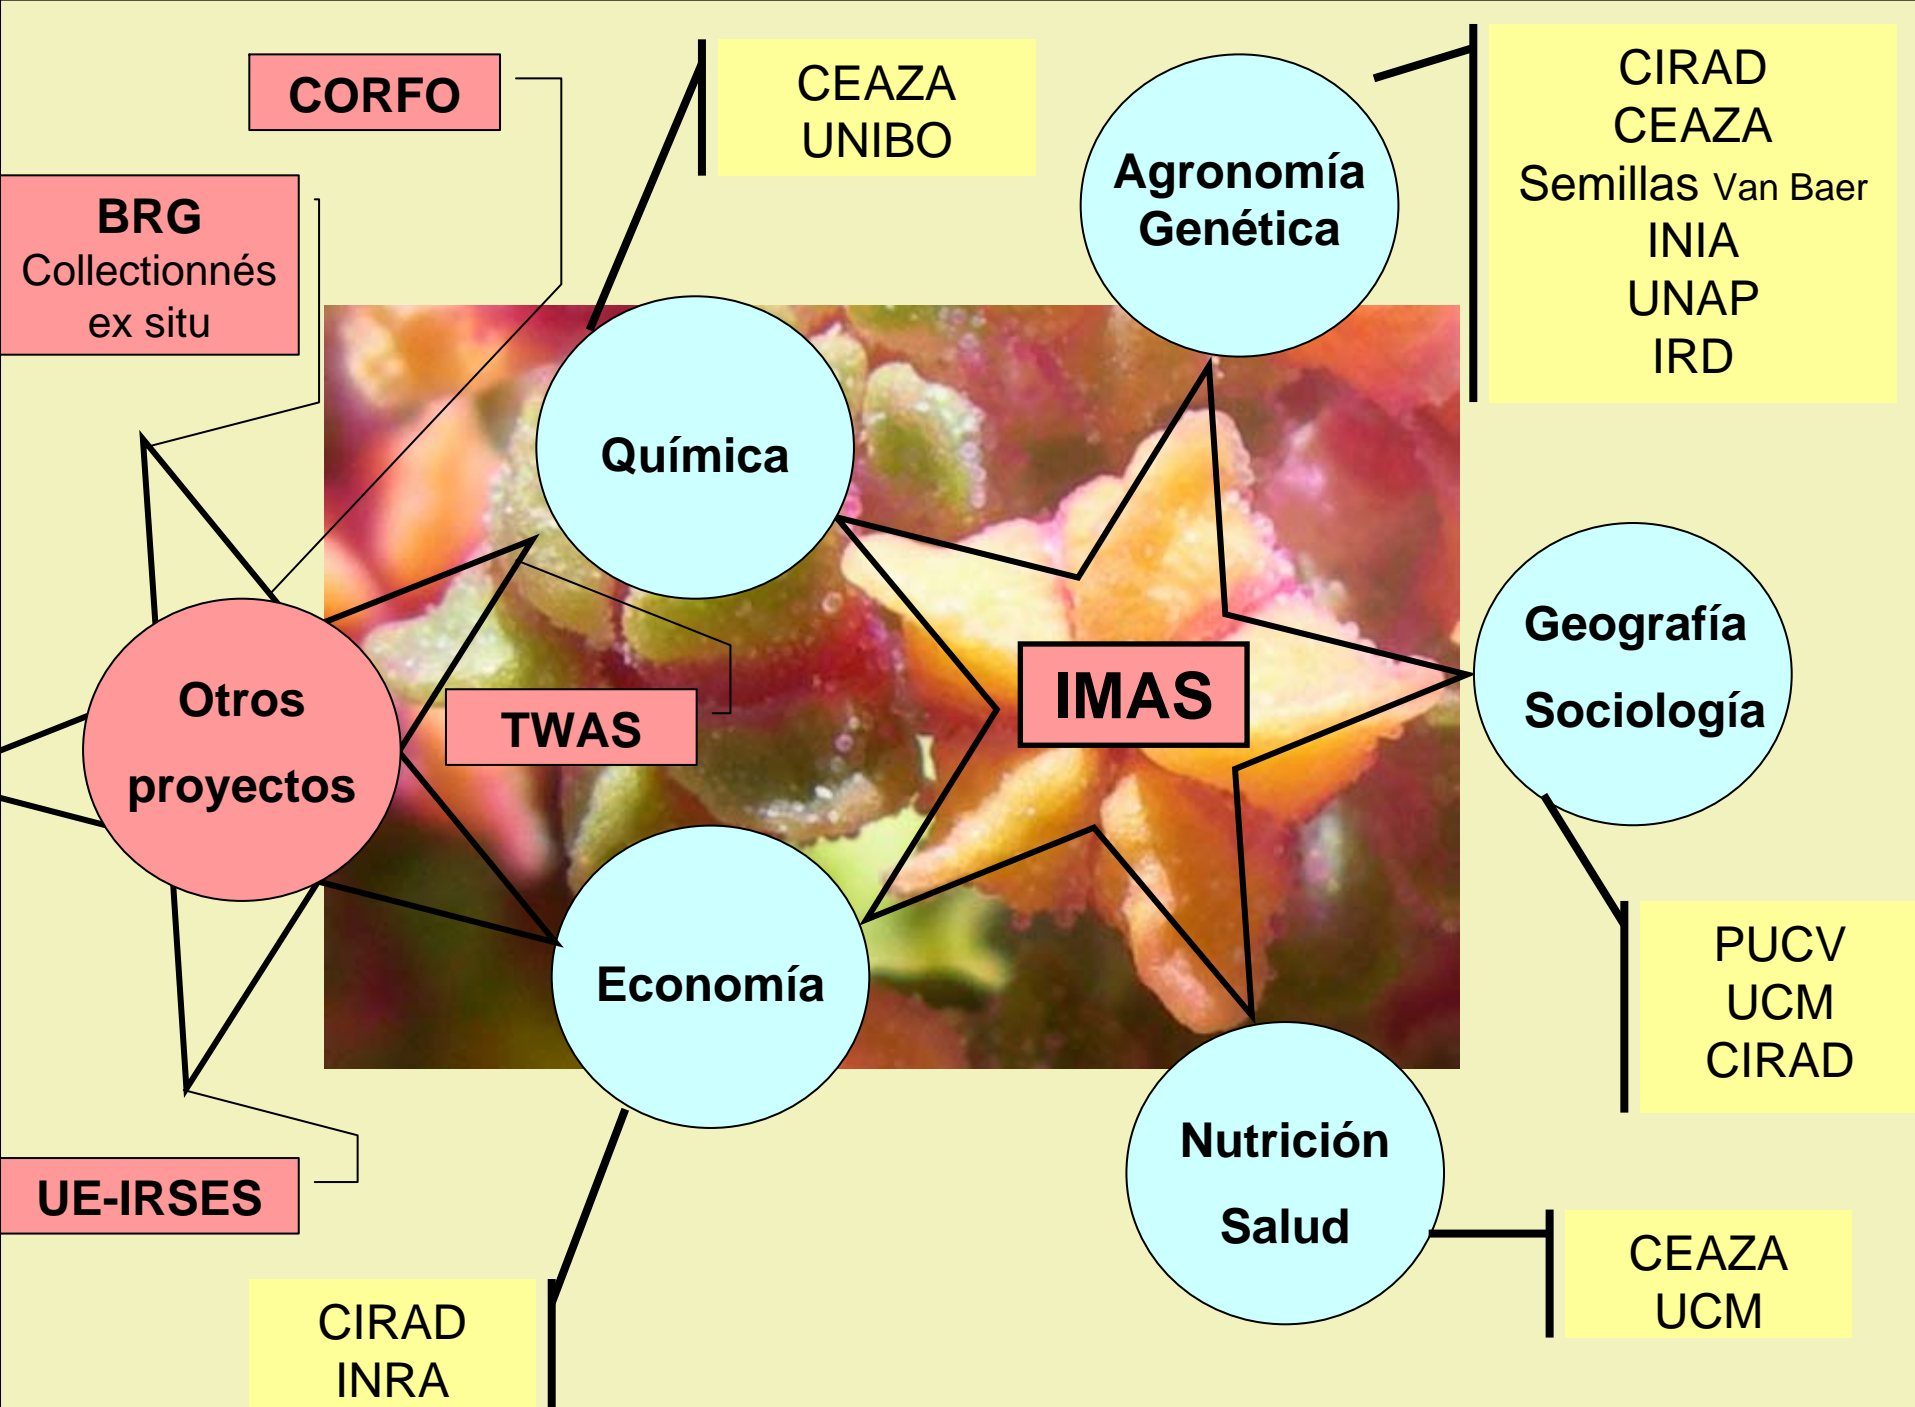 CORFO
CEAZA
UNIBO
CIRAD
CEAZA
Semillas Van Baer
INIA
UNAP
IRD
Agronomía
Genética
BRG
Collectionnés
ex situ
Química
Geografía
Sociología
IMAS
Otros
proyectos
TWAS
Economía
PUCV
UCM
CIRAD
Nutrición
Salud
UE-IRSES
CEAZA
UCM
CIRAD
INRA